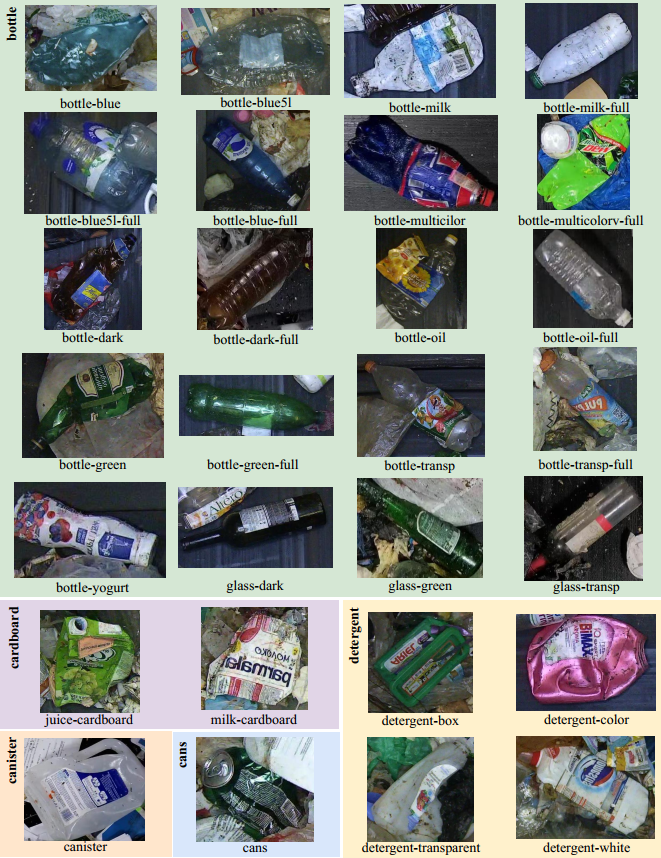 bottle
bottle-blue
bottle-blue5l
bottle-milk
bottle-milk-full
bottle-blue5l-full
bottle-blue-full
bottle-multicilor
bottle-multicolorv-full
bottle-dark
bottle-dark-full
bottle-oil
bottle-oil-full
bottle-green
bottle-green-full
bottle-transp
bottle-transp-full
bottle-yogurt
glass-dark
glass-green
glass-transp
cardboard
parmala
juice-cardboard
milk-cardboard
detergent
BIMAX
detergent-box
detergent-color
canister
canister
cans
cans
detergent-transparent
detergent-white